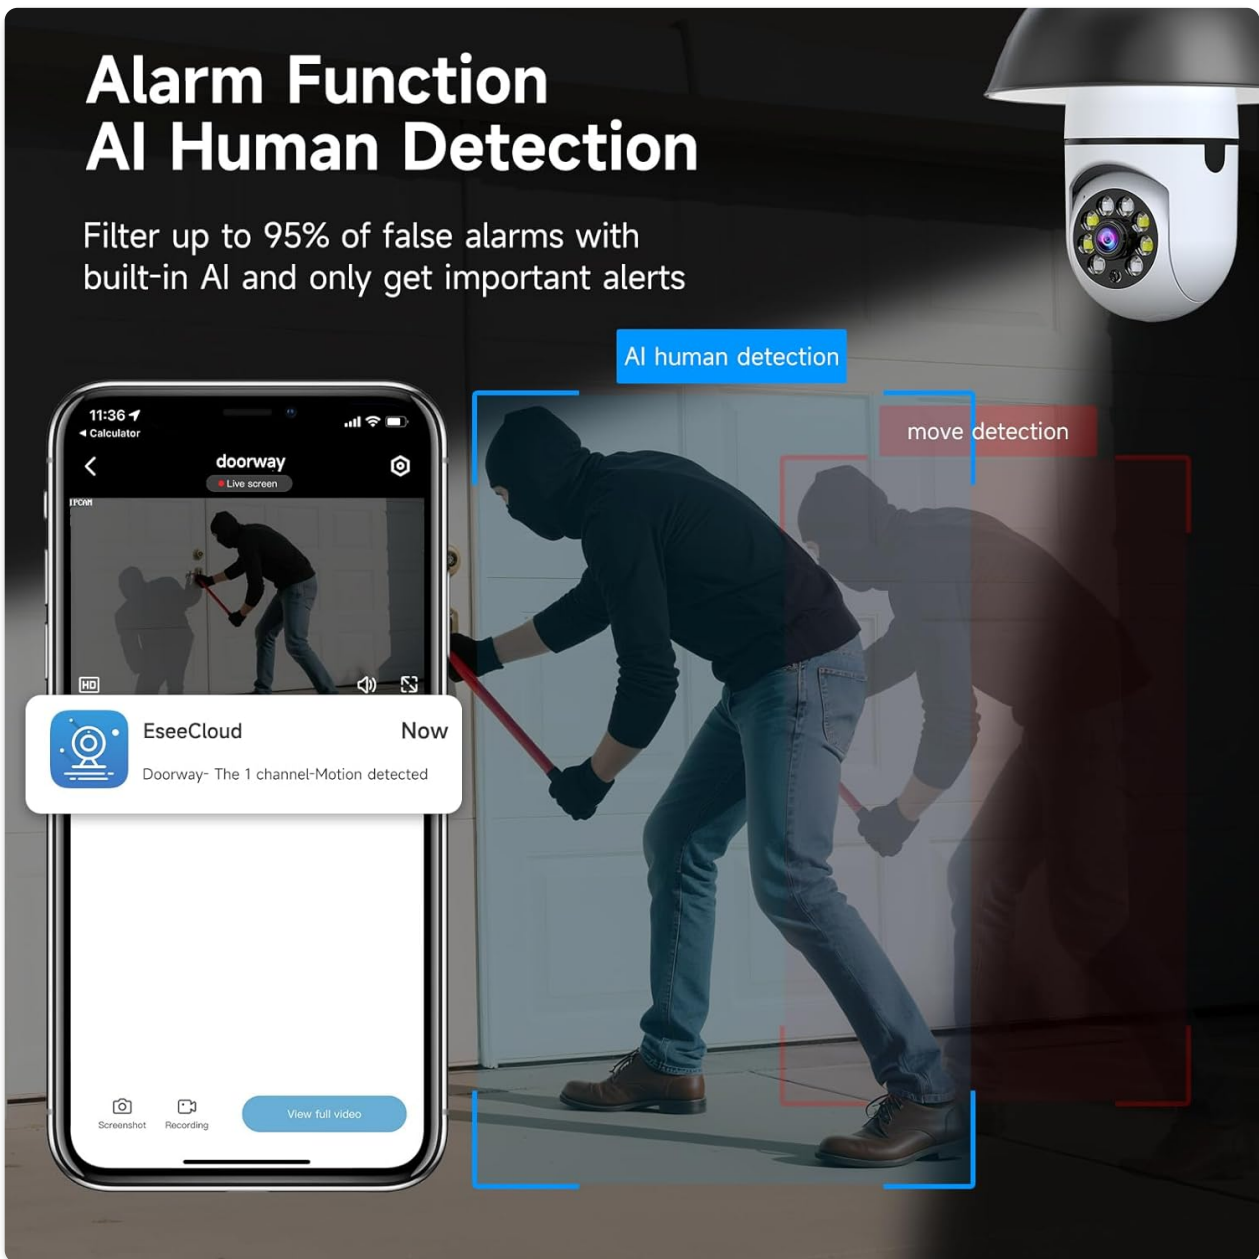 Alarm Function
AI Human Detection
Filter up to 95% of false alarms with
built-in AI and only get important alerts
AI human detection
move detection
11:36
Calculator
doorway
Live screen
IPCAM
HD
EseeCloud
Now
Doorway- The 1 channel-Motion detected
Screenshot
Recording
View full video